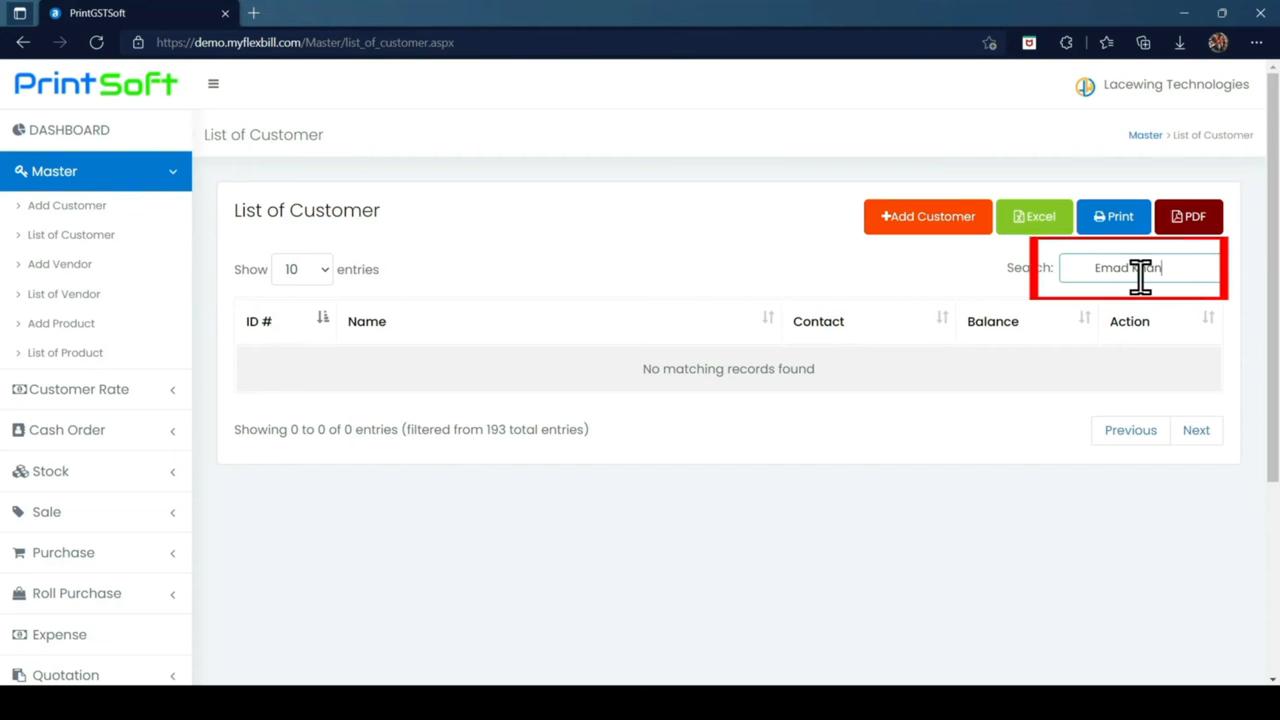 PrintGSTSoft
https://demo.myflexbill.com/Master/list_of_customer.aspx
PrintSoft
Lacewing Technologies
DASHBOARD
List of Customer
Master > List of Customer
Master
Add Customer
List of Customer
Add Vendor
List of Vendor
Add Product
List of Product
Customer Rate
Cash Order
Stock
Sale
Purchase
Roll Purchase
Expense
Quotation
List of Customer
+Add Customer
Excel
Print
PDF
Show 10 entries
Search: Emad Khan
ID # Name Contact Balance Action
No matching records found
Showing 0 to 0 of 0 entries (filtered from 193 total entries)
Previous Next